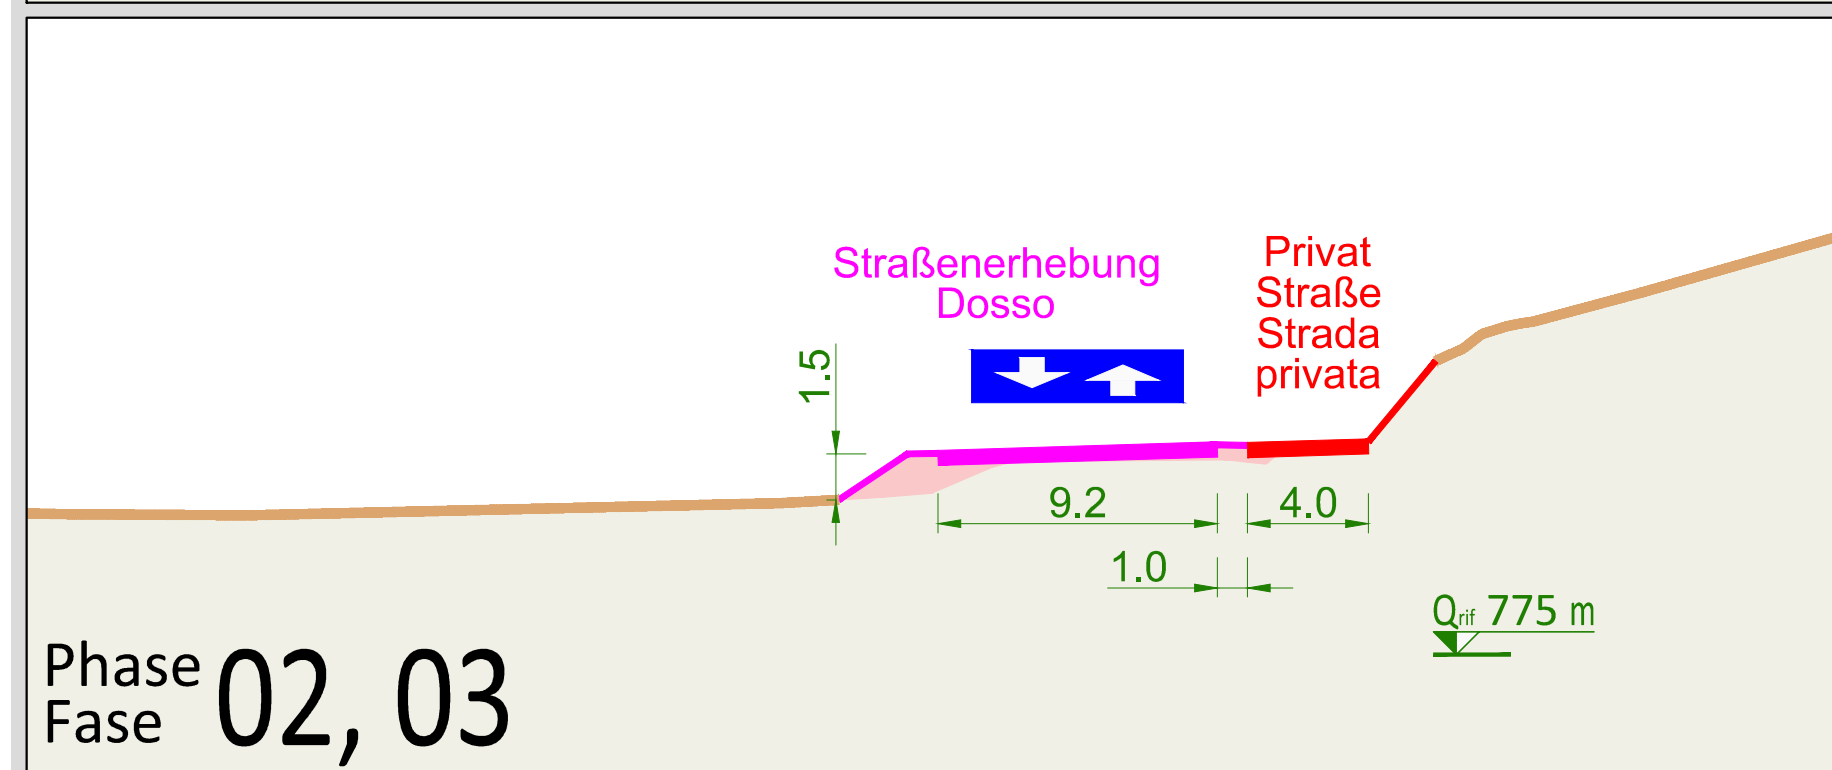 Straßenerhebung
Dosso
Privat
Straße
Strada
privata
1.5
9.2
4.0
1.0
Qrif 775 m
Phase
Fase
02, 03